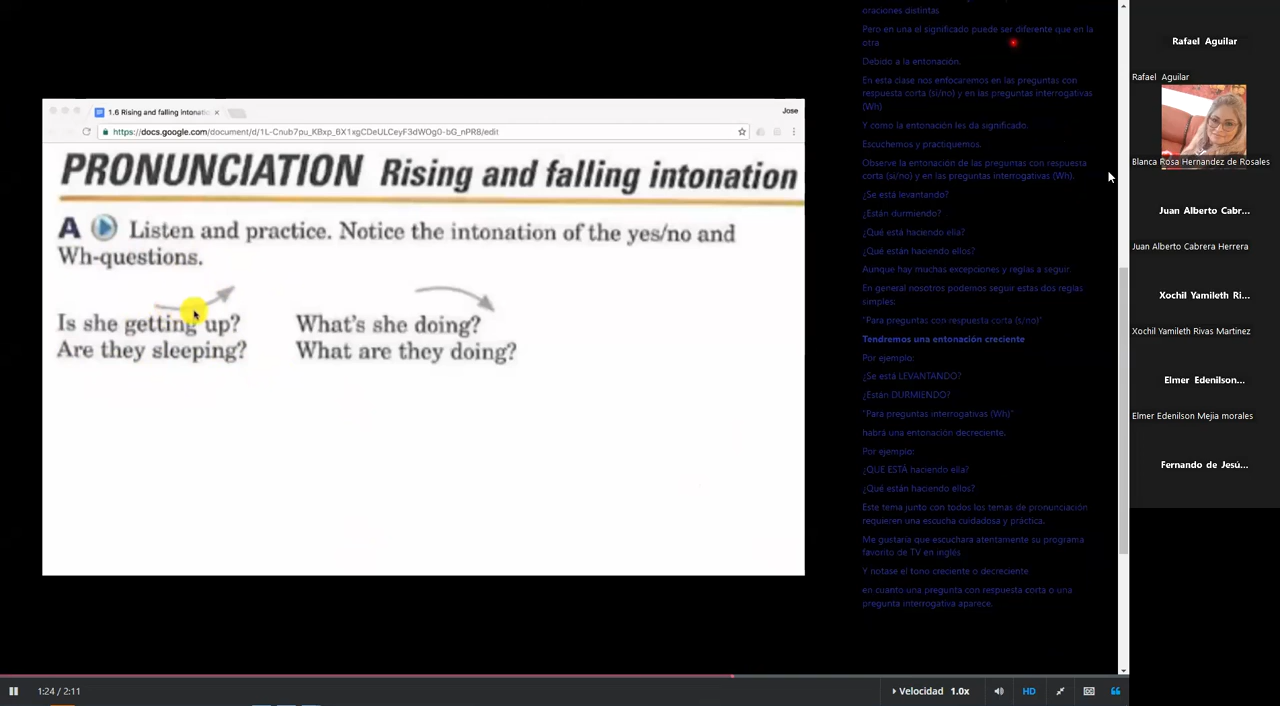 oraciones distintas
Pero en una el significado puede ser diferente que en la
otra
Debido a la entonación.
En esta clase nos enfocaremos en las preguntas con
respuesta corta (si/no) y en las preguntas interrogativas
(Wh)
Y como la entonación les da significado.
Escuchemos y practiquemos.
Observe la entonación de las preguntas con respuesta
corta (si/no) y en las preguntas interrogativas (Wh).
¿Se está levantando?
¿Están durmiendo?
¿Qué está haciendo ella?
¿Qué están haciendo ellos?
Aunque hay muchas excepciones y reglas a seguir.
En general nosotros podemos seguir estas dos reglas
simples:
"Para preguntas con respuesta corta (s/no)"
Tendremos una entonación creciente
Por ejemplo:
¿Se está LEVANTANDO?
¿Están DURMIENDO?
"Para preguntas interrogativas (Wh)"
habrá una entonación decreciente.
Por ejemplo:
¿QUE ESTÁ haciendo ella?
¿Qué están haciendo ellos?
Este tema junto con todos los temas de pronunciación
requieren una escucha cuidadosa y práctica.
Me gustaría que escuchará atentamente su programa
favorito de TV en inglés
Y notase el tono creciente o decreciente
en cuanto una pregunta con respuesta corta o una
pregunta interrogativa aparece.
1.6 Rising and falling intonatio
Jose
https://docs.google.com/document/d/
PRONUNCIATION Rising and falling intonation
A Listen and practice. Notice the intonation of the yes/no and
Wh-questions.
Is she getting up?
Are they sleeping?
What's she doing?
What are they doing?
1:24 / 2:11
Velocidad 1.0x
HD
Rafael Aguilar
Rafael Aguilar
Blanca Rosa Hernandez de Rosales
Juan Alberto Cabr...
Juan Alberto Cabrera Herrera
Xochil Yamileth Ri...
Xochil Yamileth Rivas Martinez
Elmer Edenilson...
Elmer Edenilson Mejia morales
Fernando de Jesú...